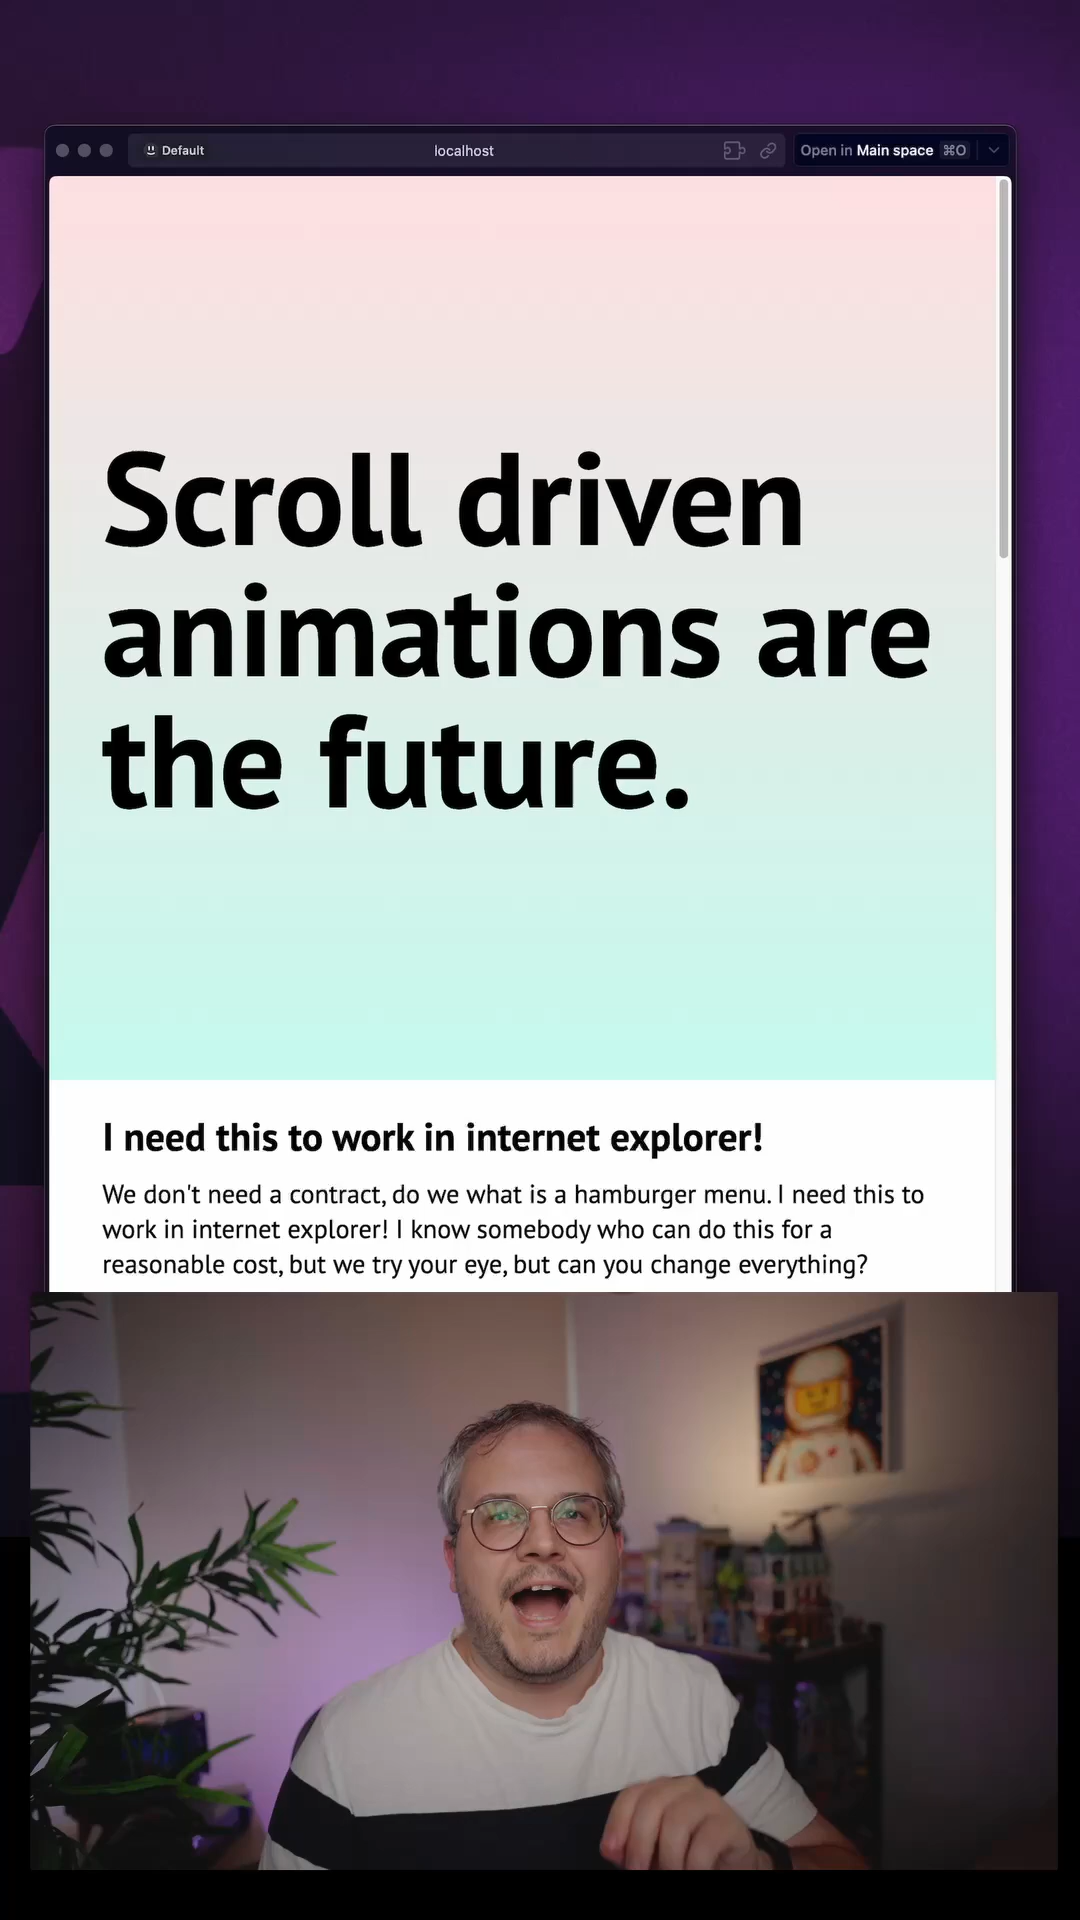 Default
localhost
Open in Main space ⌘O
Scroll driven
animations are
the future.
I need this to work in internet explorer!
We don't need a contract, do we what is a hamburger menu. I need this to
work in internet explorer! I know somebody who can do this for a
reasonable cost, but we try your eye, but can you change everything?